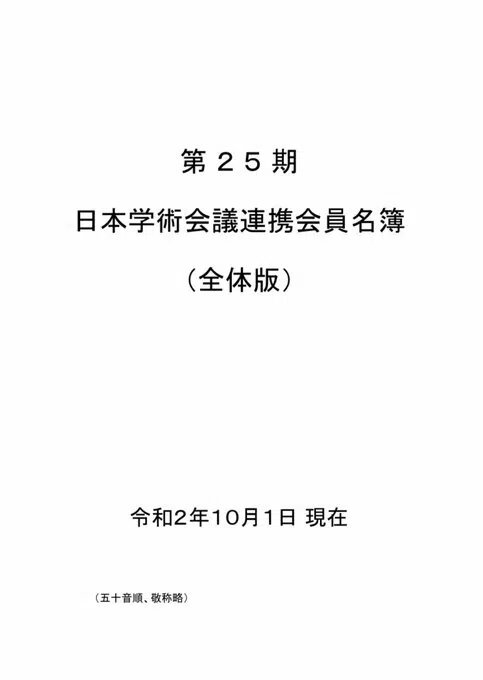 第２５期
日本学術会議連携会員名簿
（全体版）
令和2年10月1日 現在
（五十音順、敬称略）